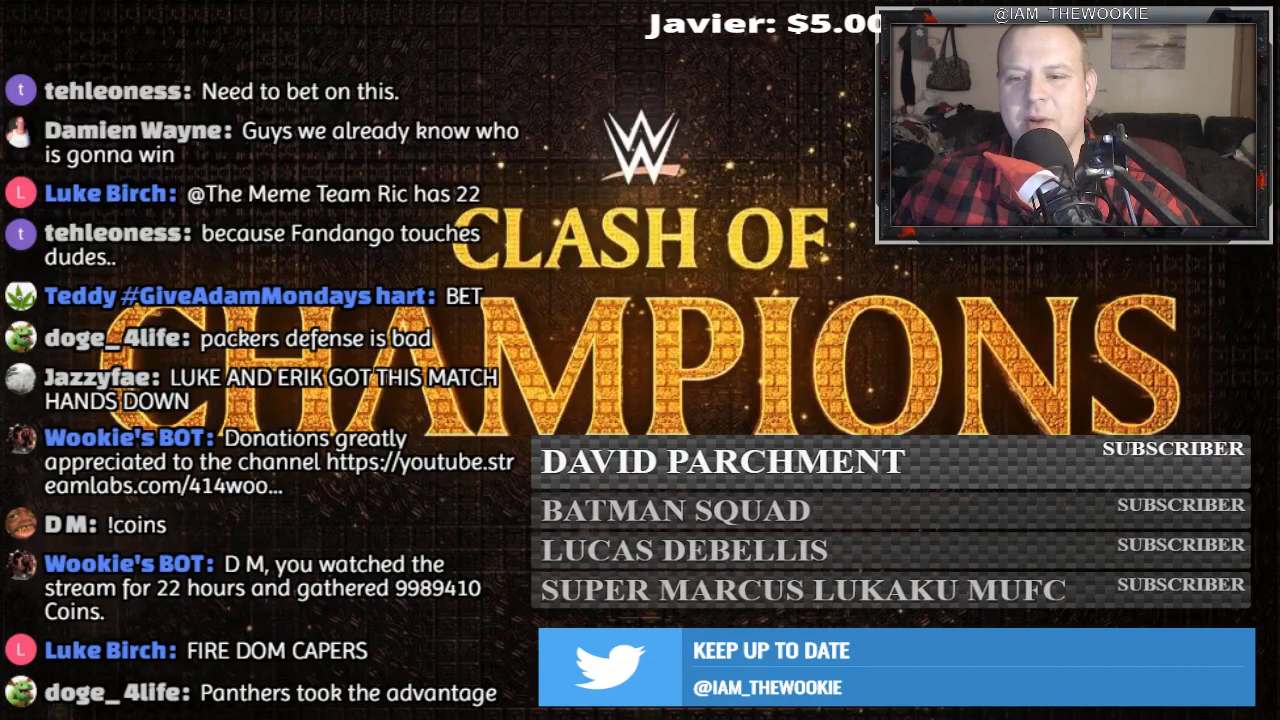 Javier: $5.00
@IAM_THEWOOKIE
t tehleoness: Need to bet on this.
Damien Wayne: Guys we already know who
is gonna win
L Luke Birch: @The Meme Team Ric has 22
t tehleoness: because Fandango touches
dudes..
Teddy #GiveAdamMondays hart: BET
doge_4life: packers defense is bad
Jazzyfae: LUKE AND ERIK GOT THIS MATCH
HANDS DOWN
Wookie's BOT: Donations greatly
appreciated to the channel https://youtube.str
eamlabs.com/414woo...
D M: !coins
Wookie's BOT: D M, you watched the
stream for 22 hours and gathered 9989410
Coins.
L Luke Birch: FIRE DOM CAPERS
doge_4life: Panthers took the advantage
W
CLASH OF
CHAMPIONS
DAVID PARCHMENT SUBSCRIBER
BATMAN SQUAD SUBSCRIBER
LUCAS DEBELLIS SUBSCRIBER
SUPER MARCUS LUKAKU MUFC SUBSCRIBER
KEEP UP TO DATE
@IAM_THEWOOKIE